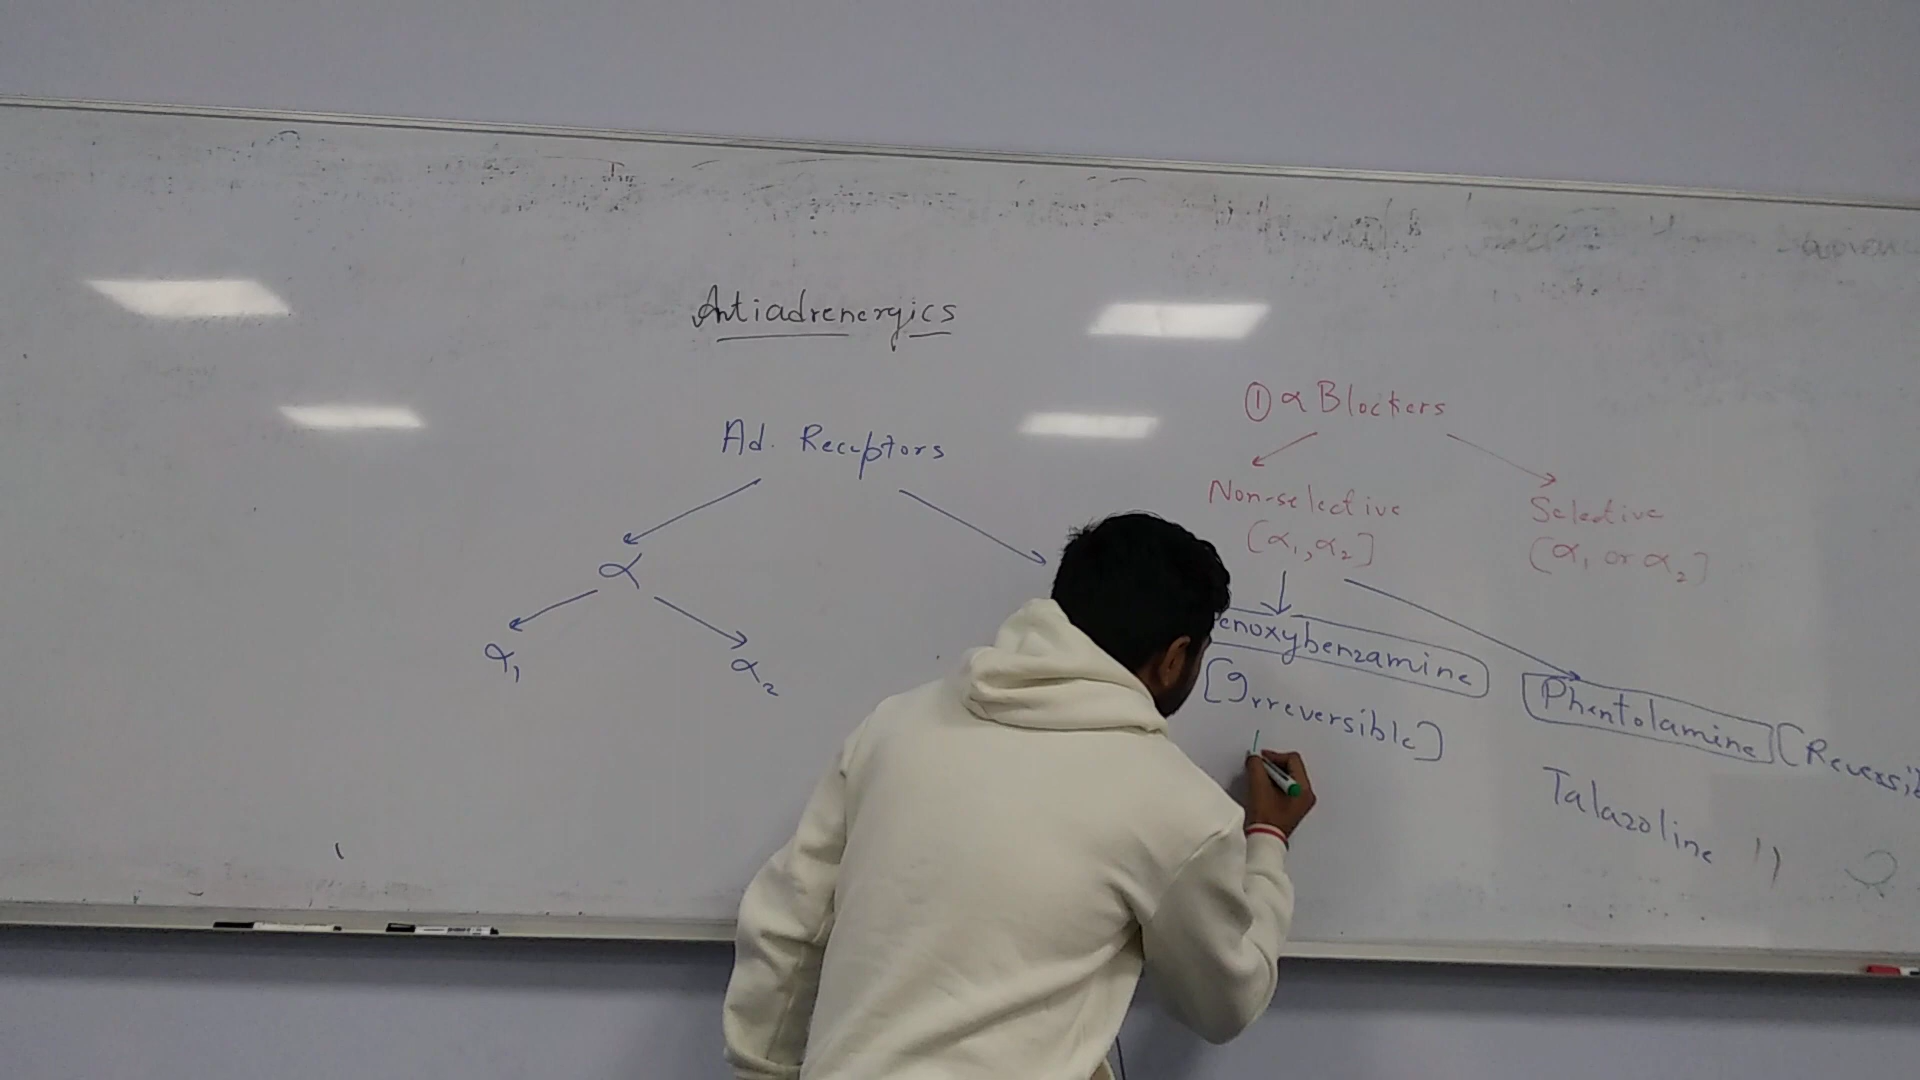 Antiadrenergics
Ad. Receptors
α
α₁
α₂
① α Blockers
Non-selective
[α₁, α₂]
Selective
[α₁ or α₂]
enoxybenzamine
[Irreversible]
Phentolamine [Reversi
Talazoline "